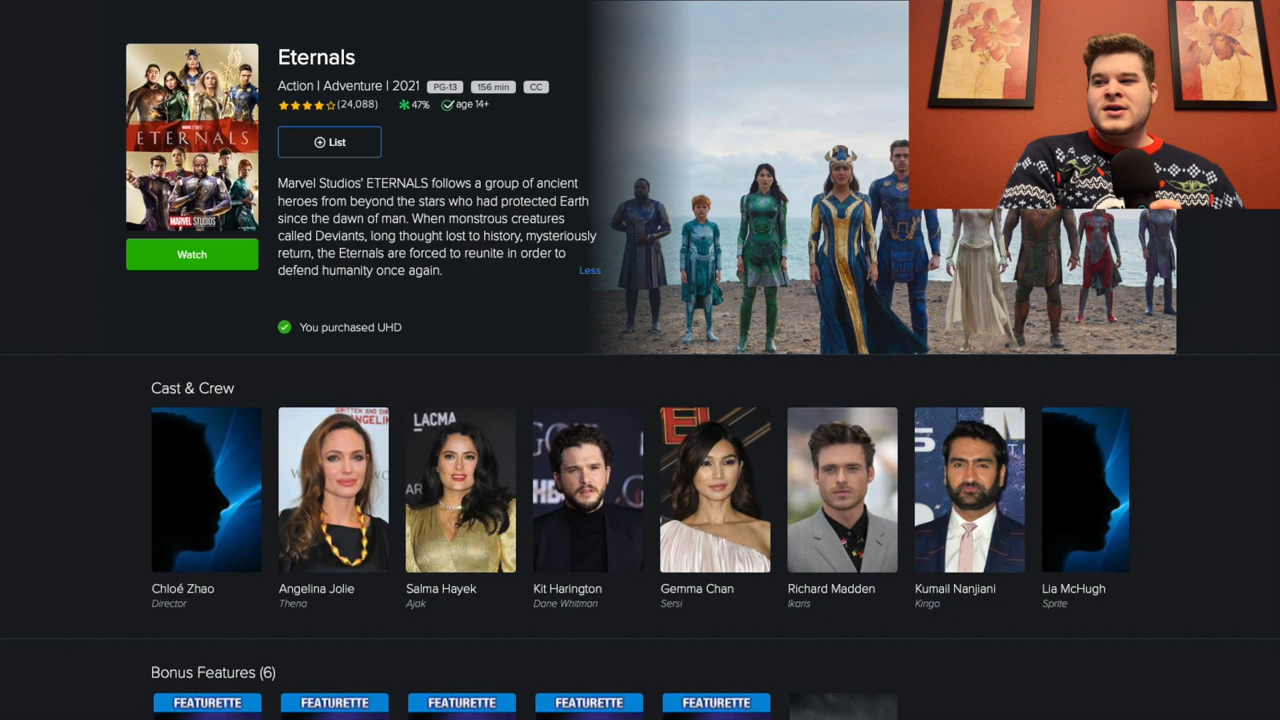 Eternals
Action | Adventure | 2021 PG-13 156 min CC
(24,088) 47% age 14+
List
Marvel Studios' ETERNALS follows a group of ancient
heroes from beyond the stars who had protected Earth
since the dawn of man. When monstrous creatures
called Deviants, long thought lost to history, mysteriously
return, the Eternals are forced to reunite in order to
defend humanity once again.
Less
ETERNALS
MARVEL STUDIOS
Watch
You purchased UHD
Cast & Crew
LACMA
Chloé Zhao
Director
Angelina Jolie
Thena
Salma Hayek
Ajak
Kit Harington
Dane Whitman
Gemma Chan
Sersi
Richard Madden
Ikaris
Kumail Nanjiani
Kingo
Lia McHugh
Sprite
Bonus Features (6)
FEATURETTE
FEATURETTE
FEATURETTE
FEATURETTE
FEATURETTE